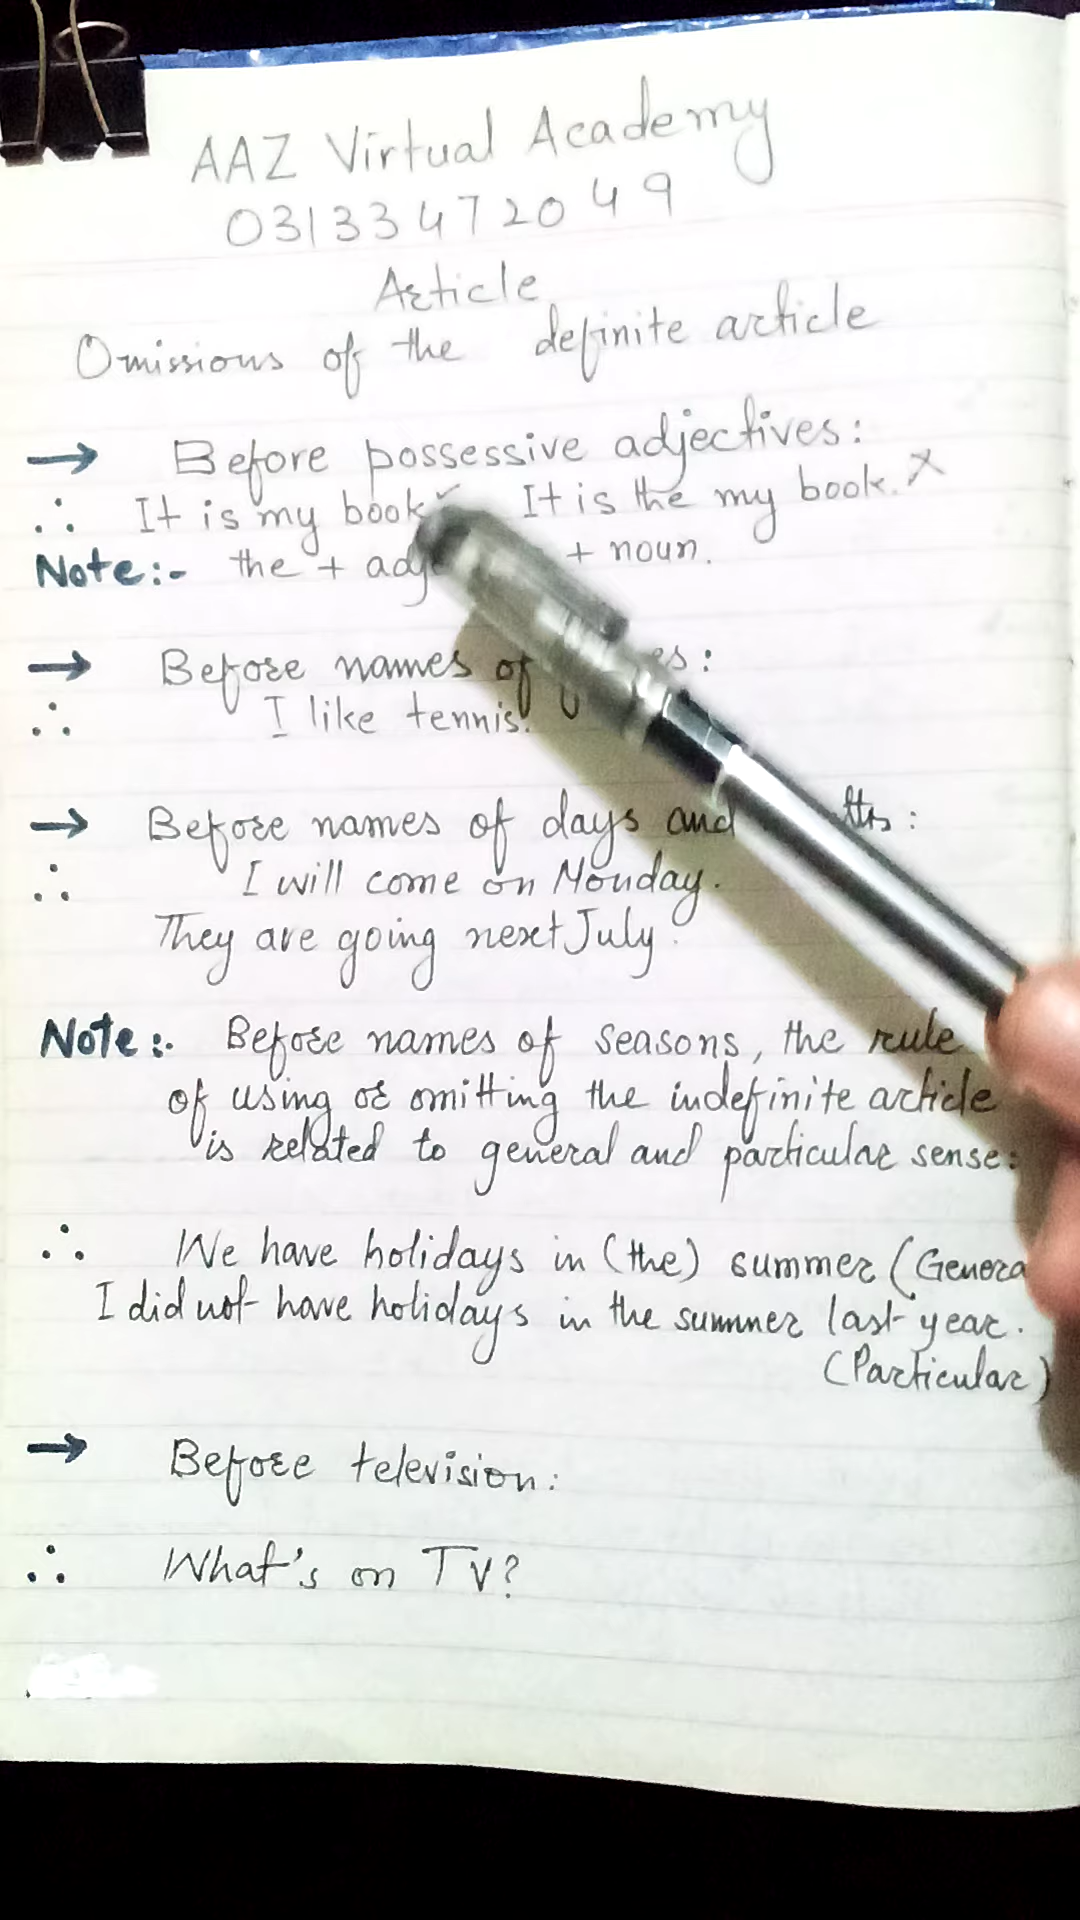 AAZ Virtual Academy
03133472049
Article
Omissions of the definite article
→ Before possessive adjectives:
∴ It is my book ✓ It is the my book. ×
Note:- the + + noun.
→ Before names of :
∴ I like tennis.
→ Before names of days and :
∴ I will come on Monday.
They are going next July.
Note:- Before names of seasons, the rule
of using or omitting the indefinite article
is related to general and particular sense:
∴ We have holidays in (the) summer (Genera
I did not have holidays in the summer last year.
(Particular)
→ Before television:
∴ What's on TV?